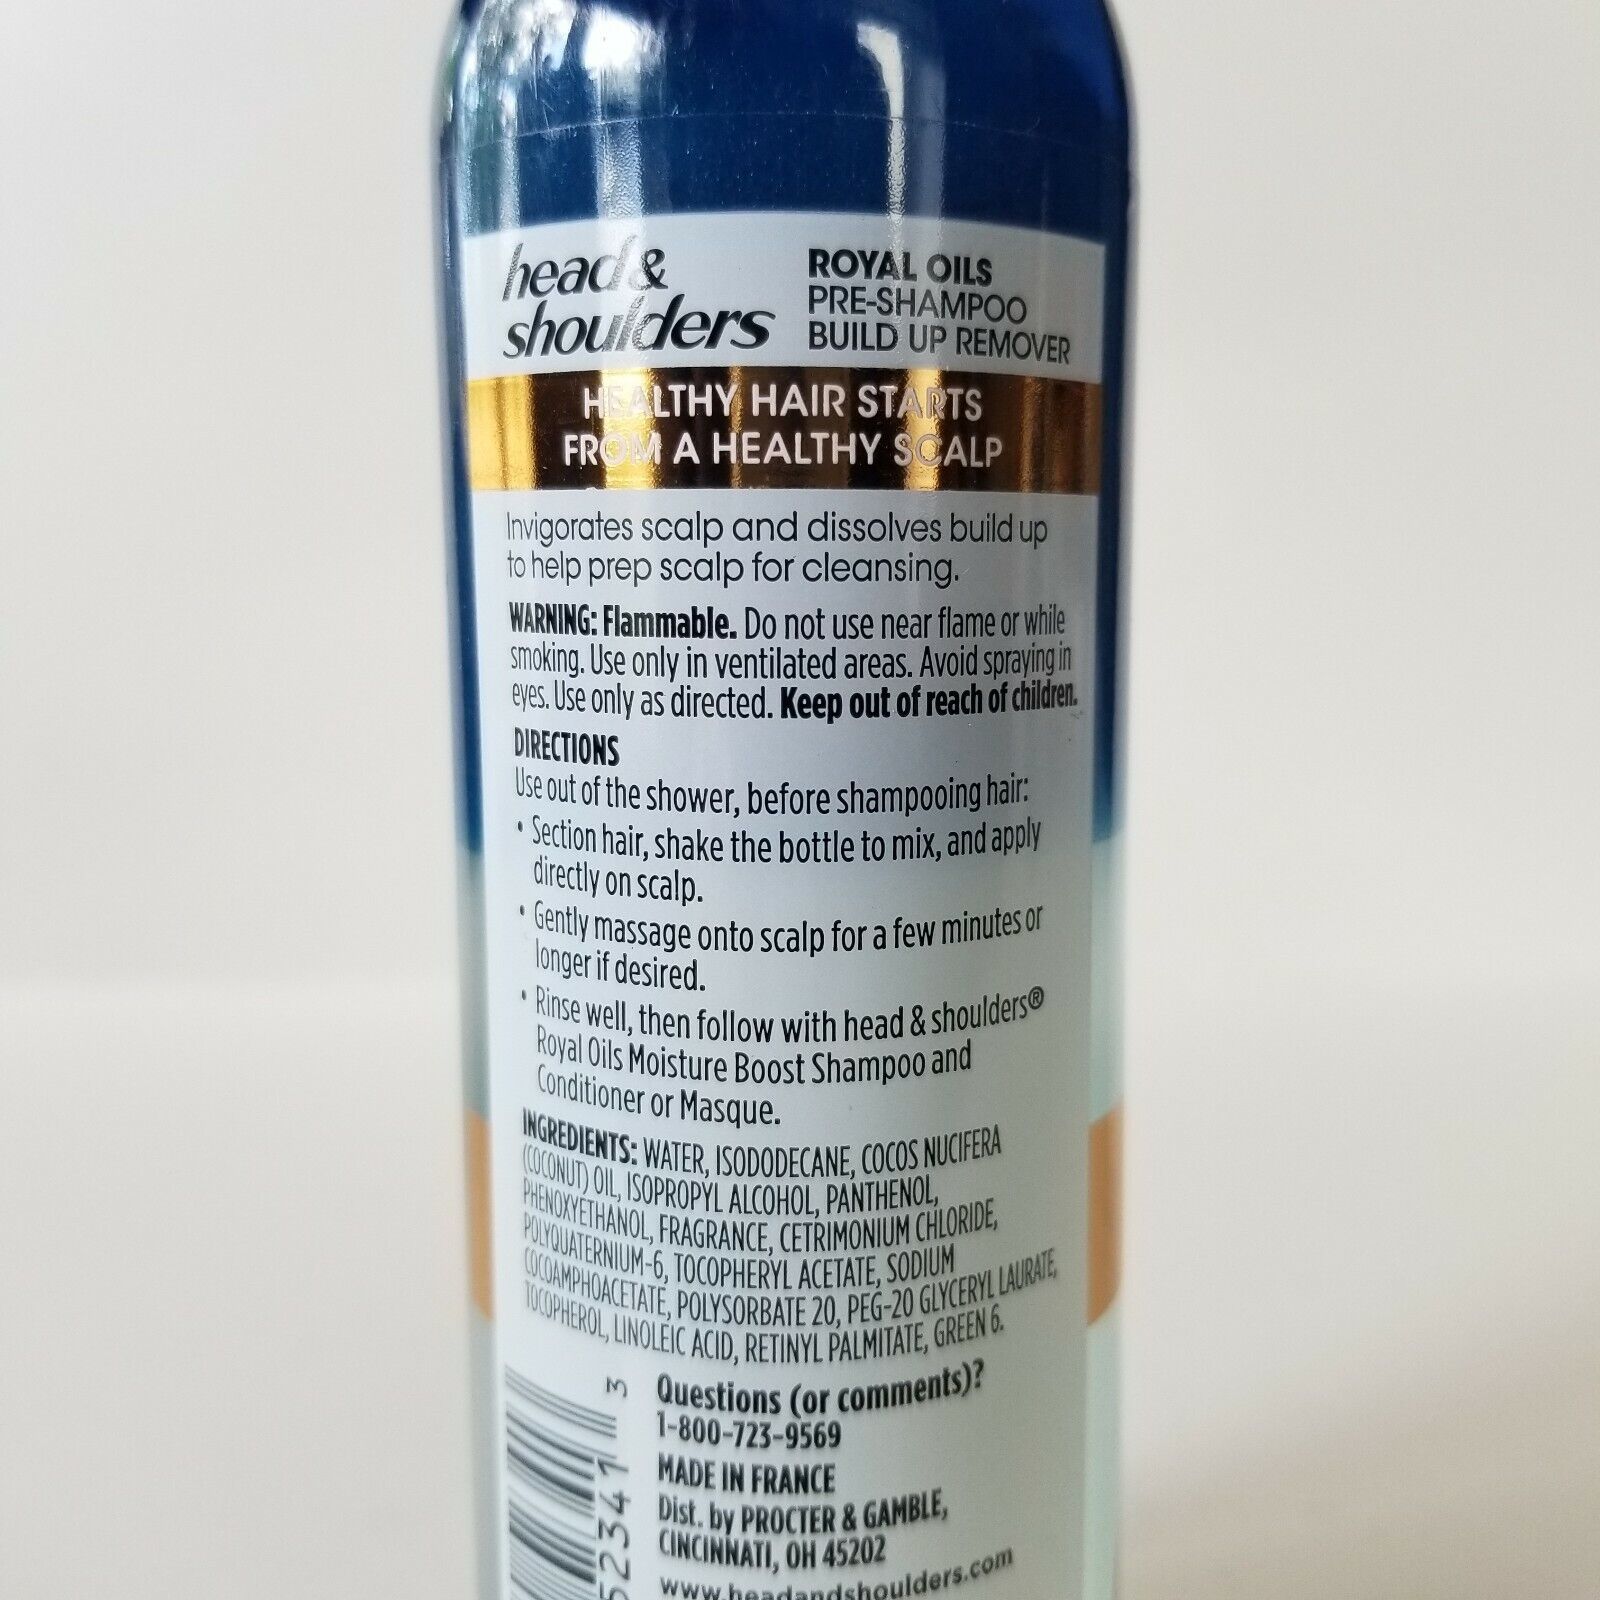 head &
shoulders
ROYAL OILS
PRE-SHAMPOO
BUILD UP REMOVER
HEALTHY HAIR STARTS
FROM A HEALTHY SCALP
Invigorates scalp and dissolves build up
to help prep scalp for cleansing.
WARNING: Flammable. Do not use near flame or while
smoking. Use only in ventilated areas. Avoid spraying in
eyes. Use only as directed. Keep out of reach of children.
DIRECTIONS
Use out of the shower, before shampooing hair:
• Section hair, shake the bottle to mix, and apply
directly on scalp.
• Gently massage onto scalp for a few minutes or
longer if desired.
• Rinse well, then follow with head & shoulders®
Royal Oils Moisture Boost Shampoo and
Conditioner or Masque.
INGREDIENTS: WATER, ISODODECANE, COCOS NUCIFERA
(COCONUT) OIL, ISOPROPYL ALCOHOL, PANTHENOL,
PHENOXYETHANOL, FRAGRANCE, CETRIMONIUM CHLORIDE,
POLYQUATERNIUM-6, TOCOPHERYL ACETATE, SODIUM
COCOAMPHOACETATE, POLYSORBATE 20, PEG-20 GLYCERYL LAURATE,
TOCOPHEROL, LINOLEIC ACID, RETINYL PALMITATE, GREEN 6.
Questions (or comments)?
1-800-723-9569
MADE IN FRANCE
Dist. by PROCTER & GAMBLE,
CINCINNATI, OH 45202
www.headandshoulders.com
52341 3